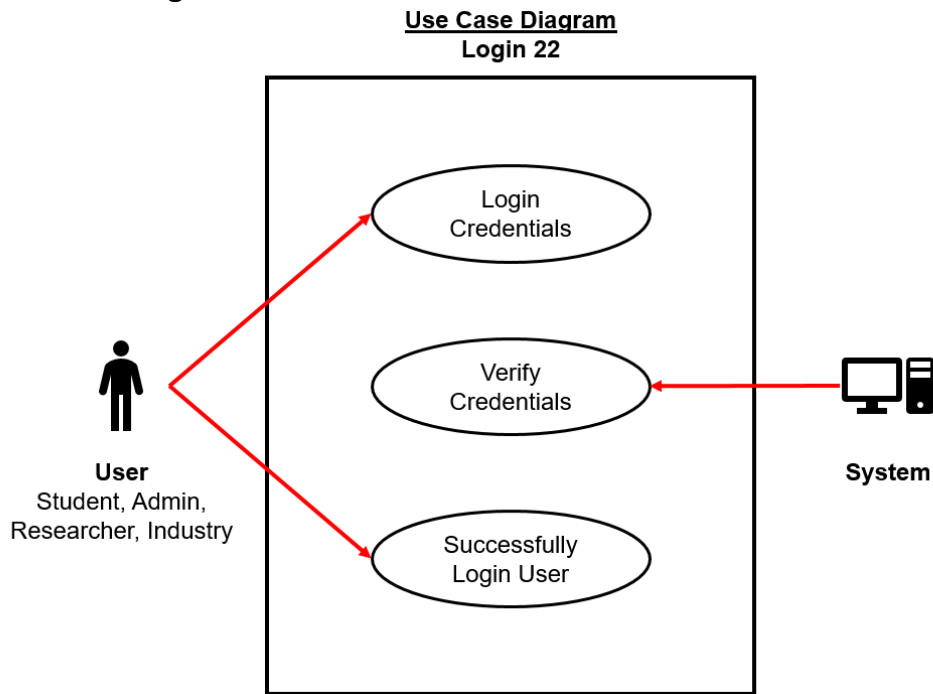 Use Case Diagram
Login 22
Login
Credentials
Verify
Credentials
User
Student, Admin,
Researcher, Industry
System
Successfully
Login User